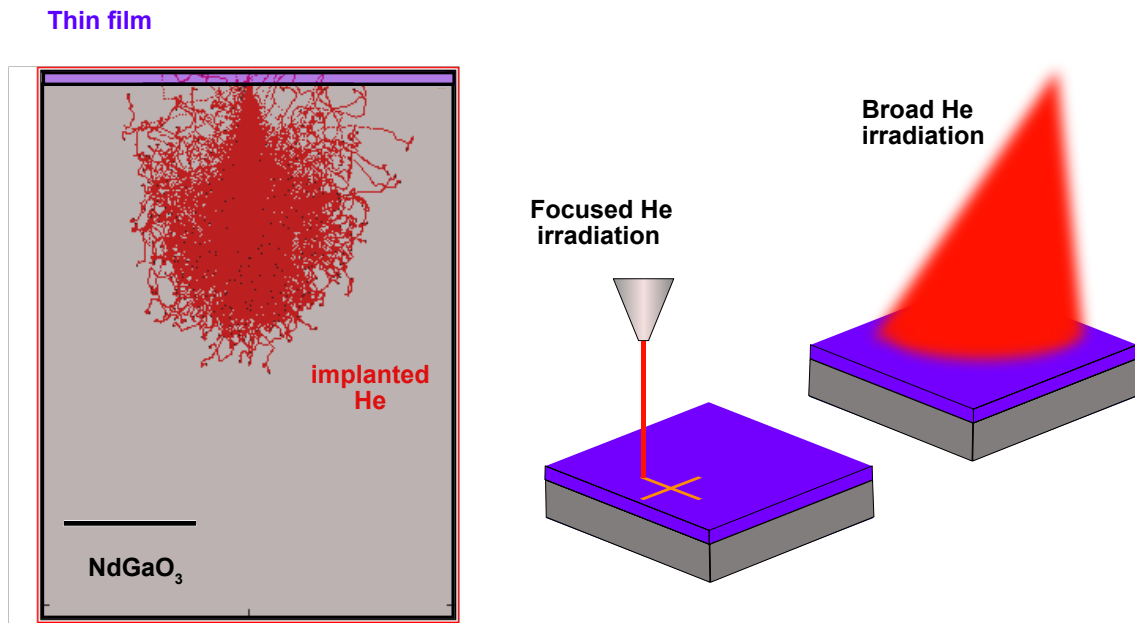 Thin film
implanted
He
NdGaO₃
Focused He
irradiation
Broad He
irradiation